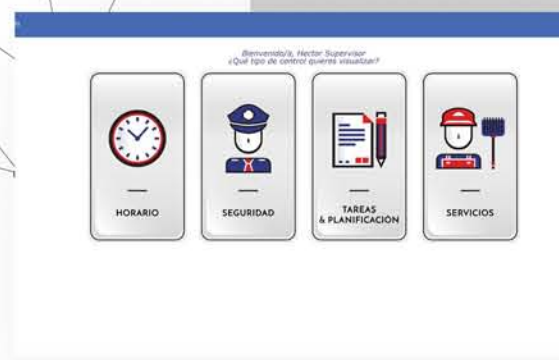 Bienvenido/a, Hector Supervisor
¿Qué tipo de control quieres visualizar?
HORARIO
SEGURIDAD
TAREAS
& PLANIFICACIÓN
SERVICIOS